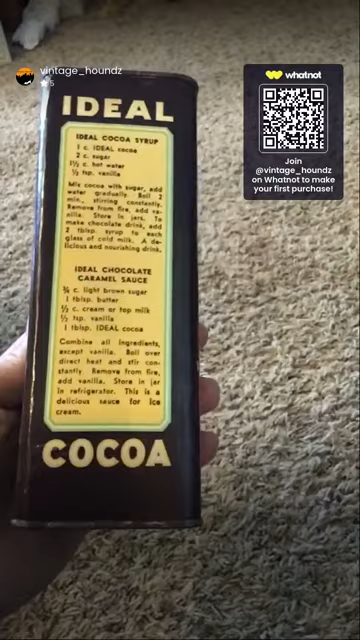 vintage_houndz
★5
whatnot
Join
@vintage_houndz
on Whatnot to make
your first purchase!
IDEAL
IDEAL COCOA SYRUP
1 c. IDEAL cocoa
2 c. sugar
1½ c. hot water
½ tsp. vanilla
Mix cocoa with sugar, add
water gradually. Boil 2
min., stirring constantly.
Remove from fire, add va-
nilla. Store in jars. To
make chocolate drink, add
2 tblsp. syrup to each
glass of cold milk. A de-
licious and nourishing drink.
IDEAL CHOCOLATE
CARAMEL SAUCE
¾ c. light brown sugar
1 tbisp. butter
½ c. cream or top milk
½ tsp. vanilla
1 tbisp. IDEAL cocoa
Combine all ingredients,
except vanilla. Boil over
direct heat and stir con-
stantly. Remove from fire,
add vanilla. Store in jar
in refrigerator. This is a
delicious sauce for ice
cream.
COCOA